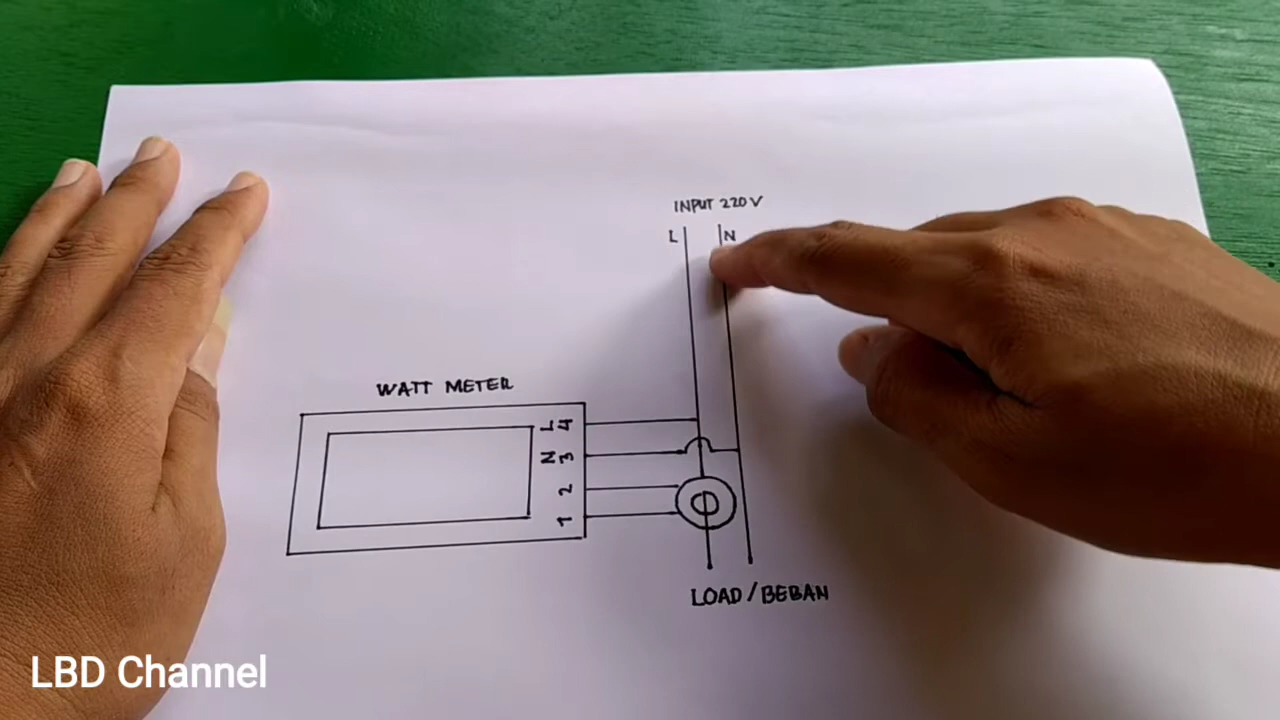 INPUT 220V
L N
WATT METER
L 4
N 3
2
1
LOAD/BEBAN
LBD Channel